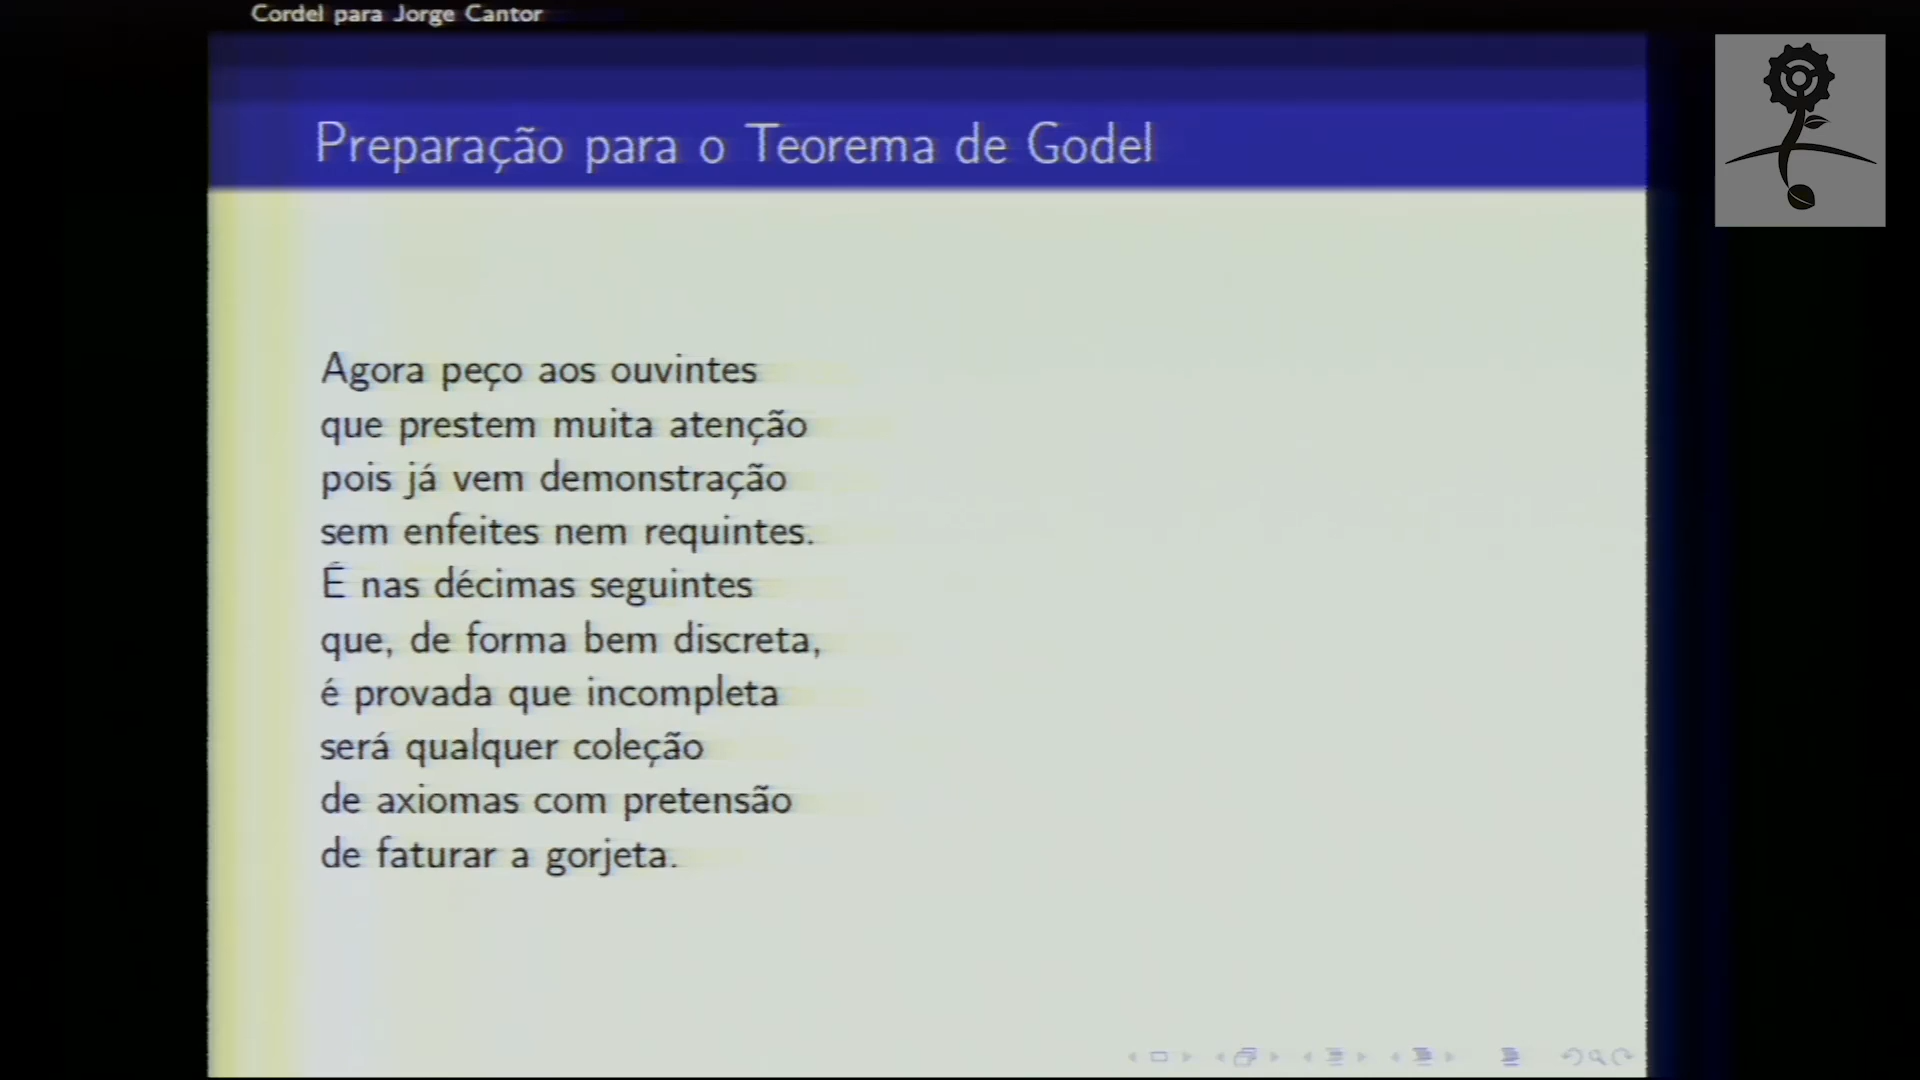 Cordel para Jorge Cantor
Preparação para o Teorema de Godel
Agora peço aos ouvintes
que prestem muita atenção
pois já vem demonstração
sem enfeites nem requintes.
É nas décimas seguintes
que, de forma bem discreta,
é provada que incompleta
será qualquer coleção
de axiomas com pretensão
de faturar a gorjeta.